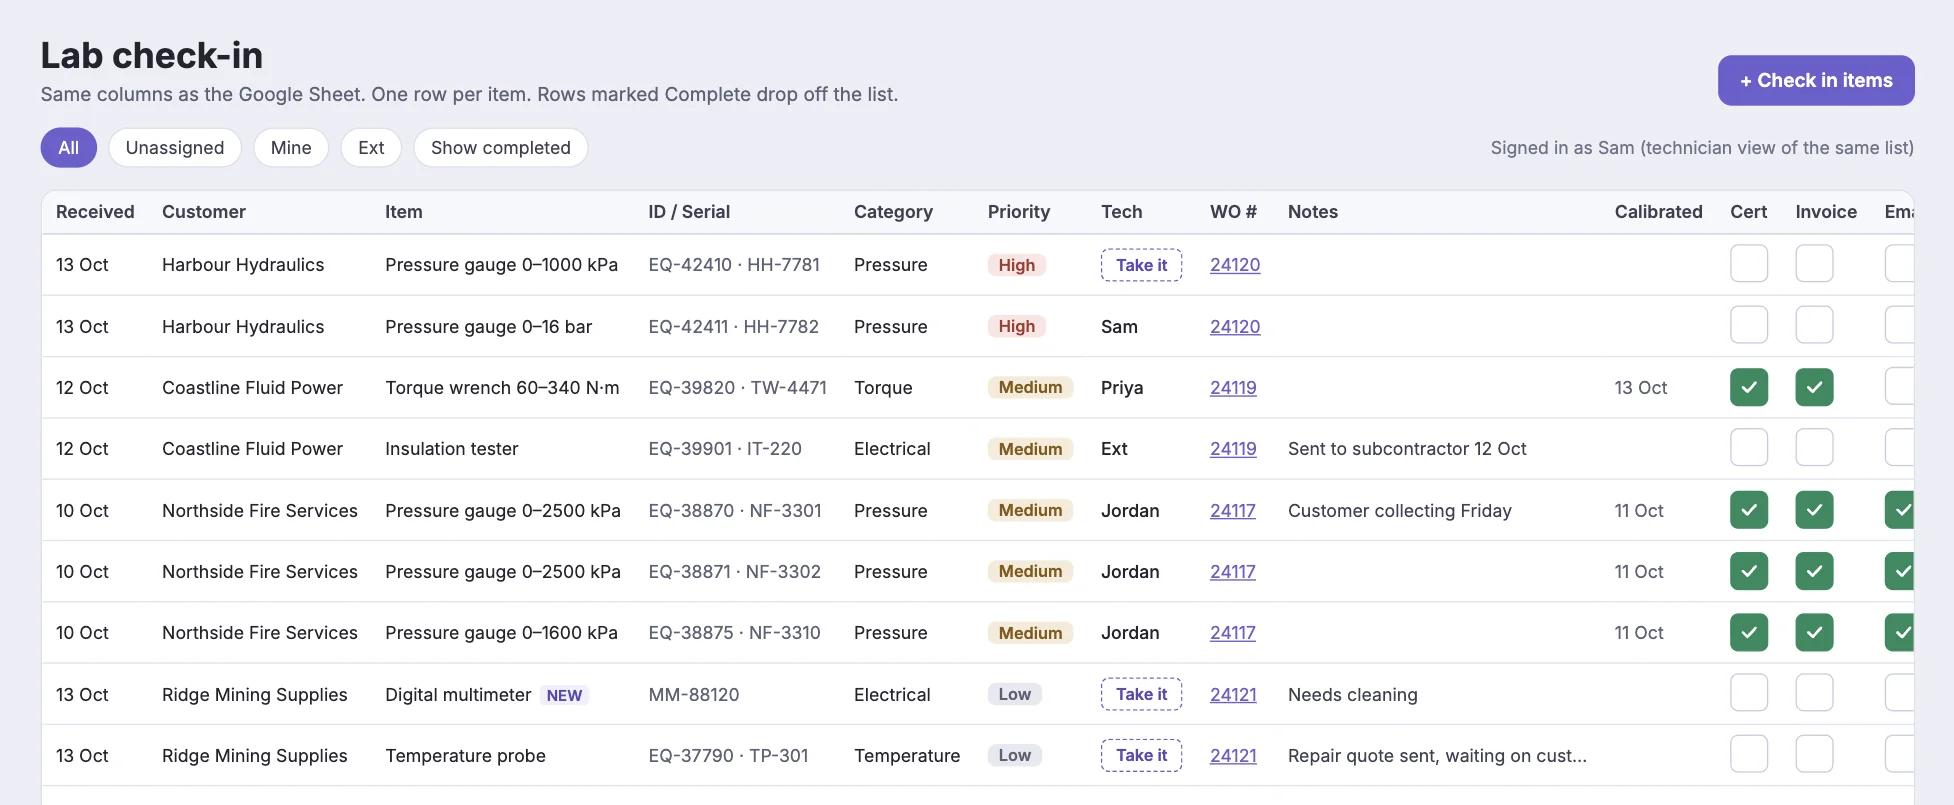 Lab check-in
Same columns as the Google Sheet. One row per item. Rows marked Complete drop off the list.
+ Check in items
All Unassigned Mine Ext Show completed
Signed in as Sam (technician view of the same list)
Received Customer Item ID / Serial Category Priority Tech WO # Notes Calibrated Cert Invoice Ema
13 Oct Harbour Hydraulics Pressure gauge 0–1000 kPa EQ-42410 · HH-7781 Pressure High Take it 24120
13 Oct Harbour Hydraulics Pressure gauge 0–16 bar EQ-42411 · HH-7782 Pressure High Sam 24120
12 Oct Coastline Fluid Power Torque wrench 60–340 N·m EQ-39820 · TW-4471 Torque Medium Priya 24119 13 Oct
12 Oct Coastline Fluid Power Insulation tester EQ-39901 · IT-220 Electrical Medium Ext 24119 Sent to subcontractor 12 Oct
10 Oct Northside Fire Services Pressure gauge 0–2500 kPa EQ-38870 · NF-3301 Pressure Medium Jordan 24117 Customer collecting Friday 11 Oct
10 Oct Northside Fire Services Pressure gauge 0–2500 kPa EQ-38871 · NF-3302 Pressure Medium Jordan 24117 11 Oct
10 Oct Northside Fire Services Pressure gauge 0–1600 kPa EQ-38875 · NF-3310 Pressure Medium Jordan 24117 11 Oct
13 Oct Ridge Mining Supplies Digital multimeter NEW MM-88120 Electrical Low Take it 24121 Needs cleaning
13 Oct Ridge Mining Supplies Temperature probe EQ-37790 · TP-301 Temperature Low Take it 24121 Repair quote sent, waiting on cust...